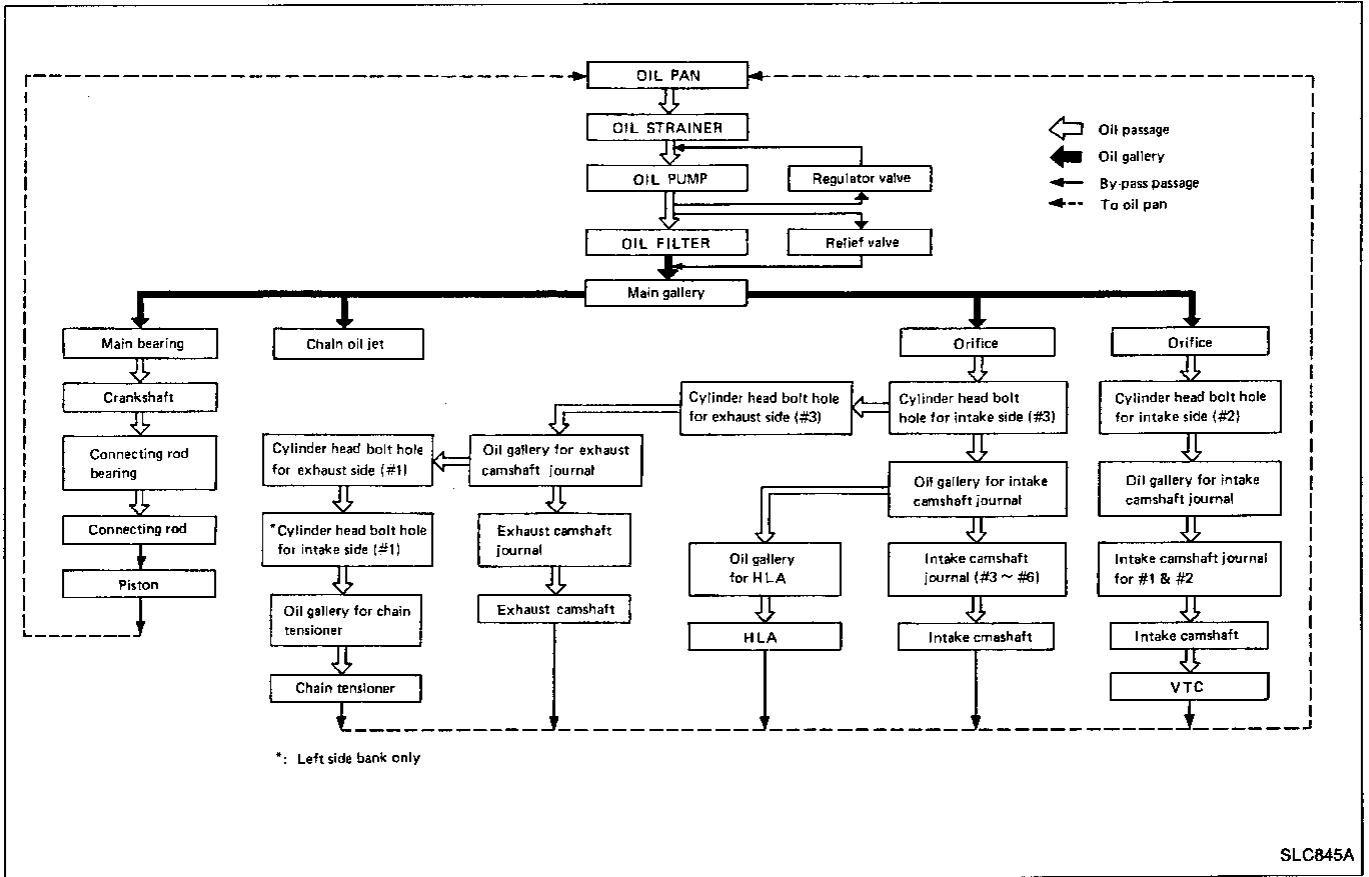 OIL PAN
OIL STRAINER
OIL PUMP
Regulator valve
OIL FILTER
Relief valve
Main gallery
Oil passage
Oil gallery
By-pass passage
To oil pan
Main bearing
Crankshaft
Connecting rod
bearing
Connecting rod
Piston
Chain oil jet
Cylinder head bolt hole
for exhaust side (#1)
*Cylinder head bolt hole
for intake side (#1)
Oil gallery for chain
tensioner
Chain tensioner
Oil gallery for exhaust
camshaft journal
Exhaust camshaft
journal
Exhaust camshaft
Cylinder head bolt hole
for exhaust side (#3)
Oil gallery
for HLA
HLA
Orifice
Cylinder head bolt
hole for intake side (#3)
Oil gallery for intake
camshaft journal
Intake camshaft
journal (#3 ~ #6)
Intake cmashaft
Orifice
Cylinder head bolt hole
for intake side (#2)
Oil gallery for intake
camshaft journal
Intake camshaft journal
for #1 & #2
Intake camshaft
VTC
*: Left side bank only
SLC845A